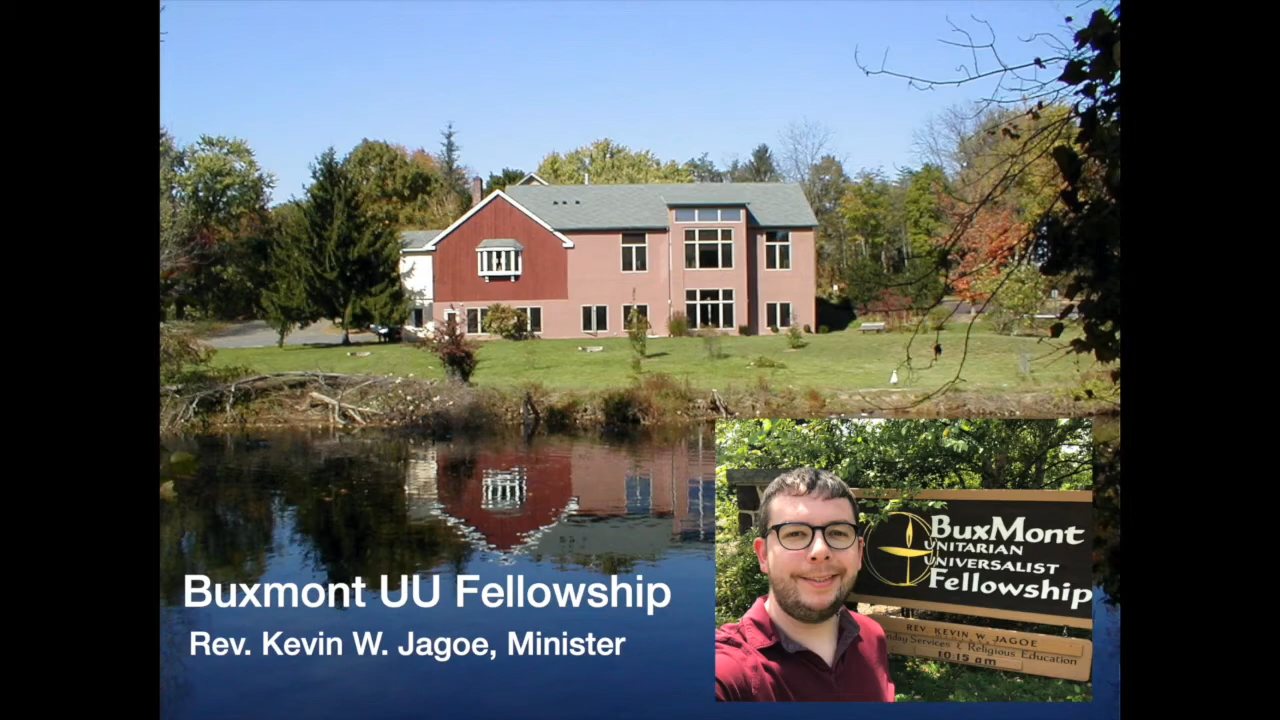 BuxMont
UNITARIAN
UNIVERSALIST
Fellowship
REV. KEVIN W. JAGOE
Services & Religious Education
10:15 am
Buxmont UU Fellowship
Rev. Kevin W. Jagoe, Minister